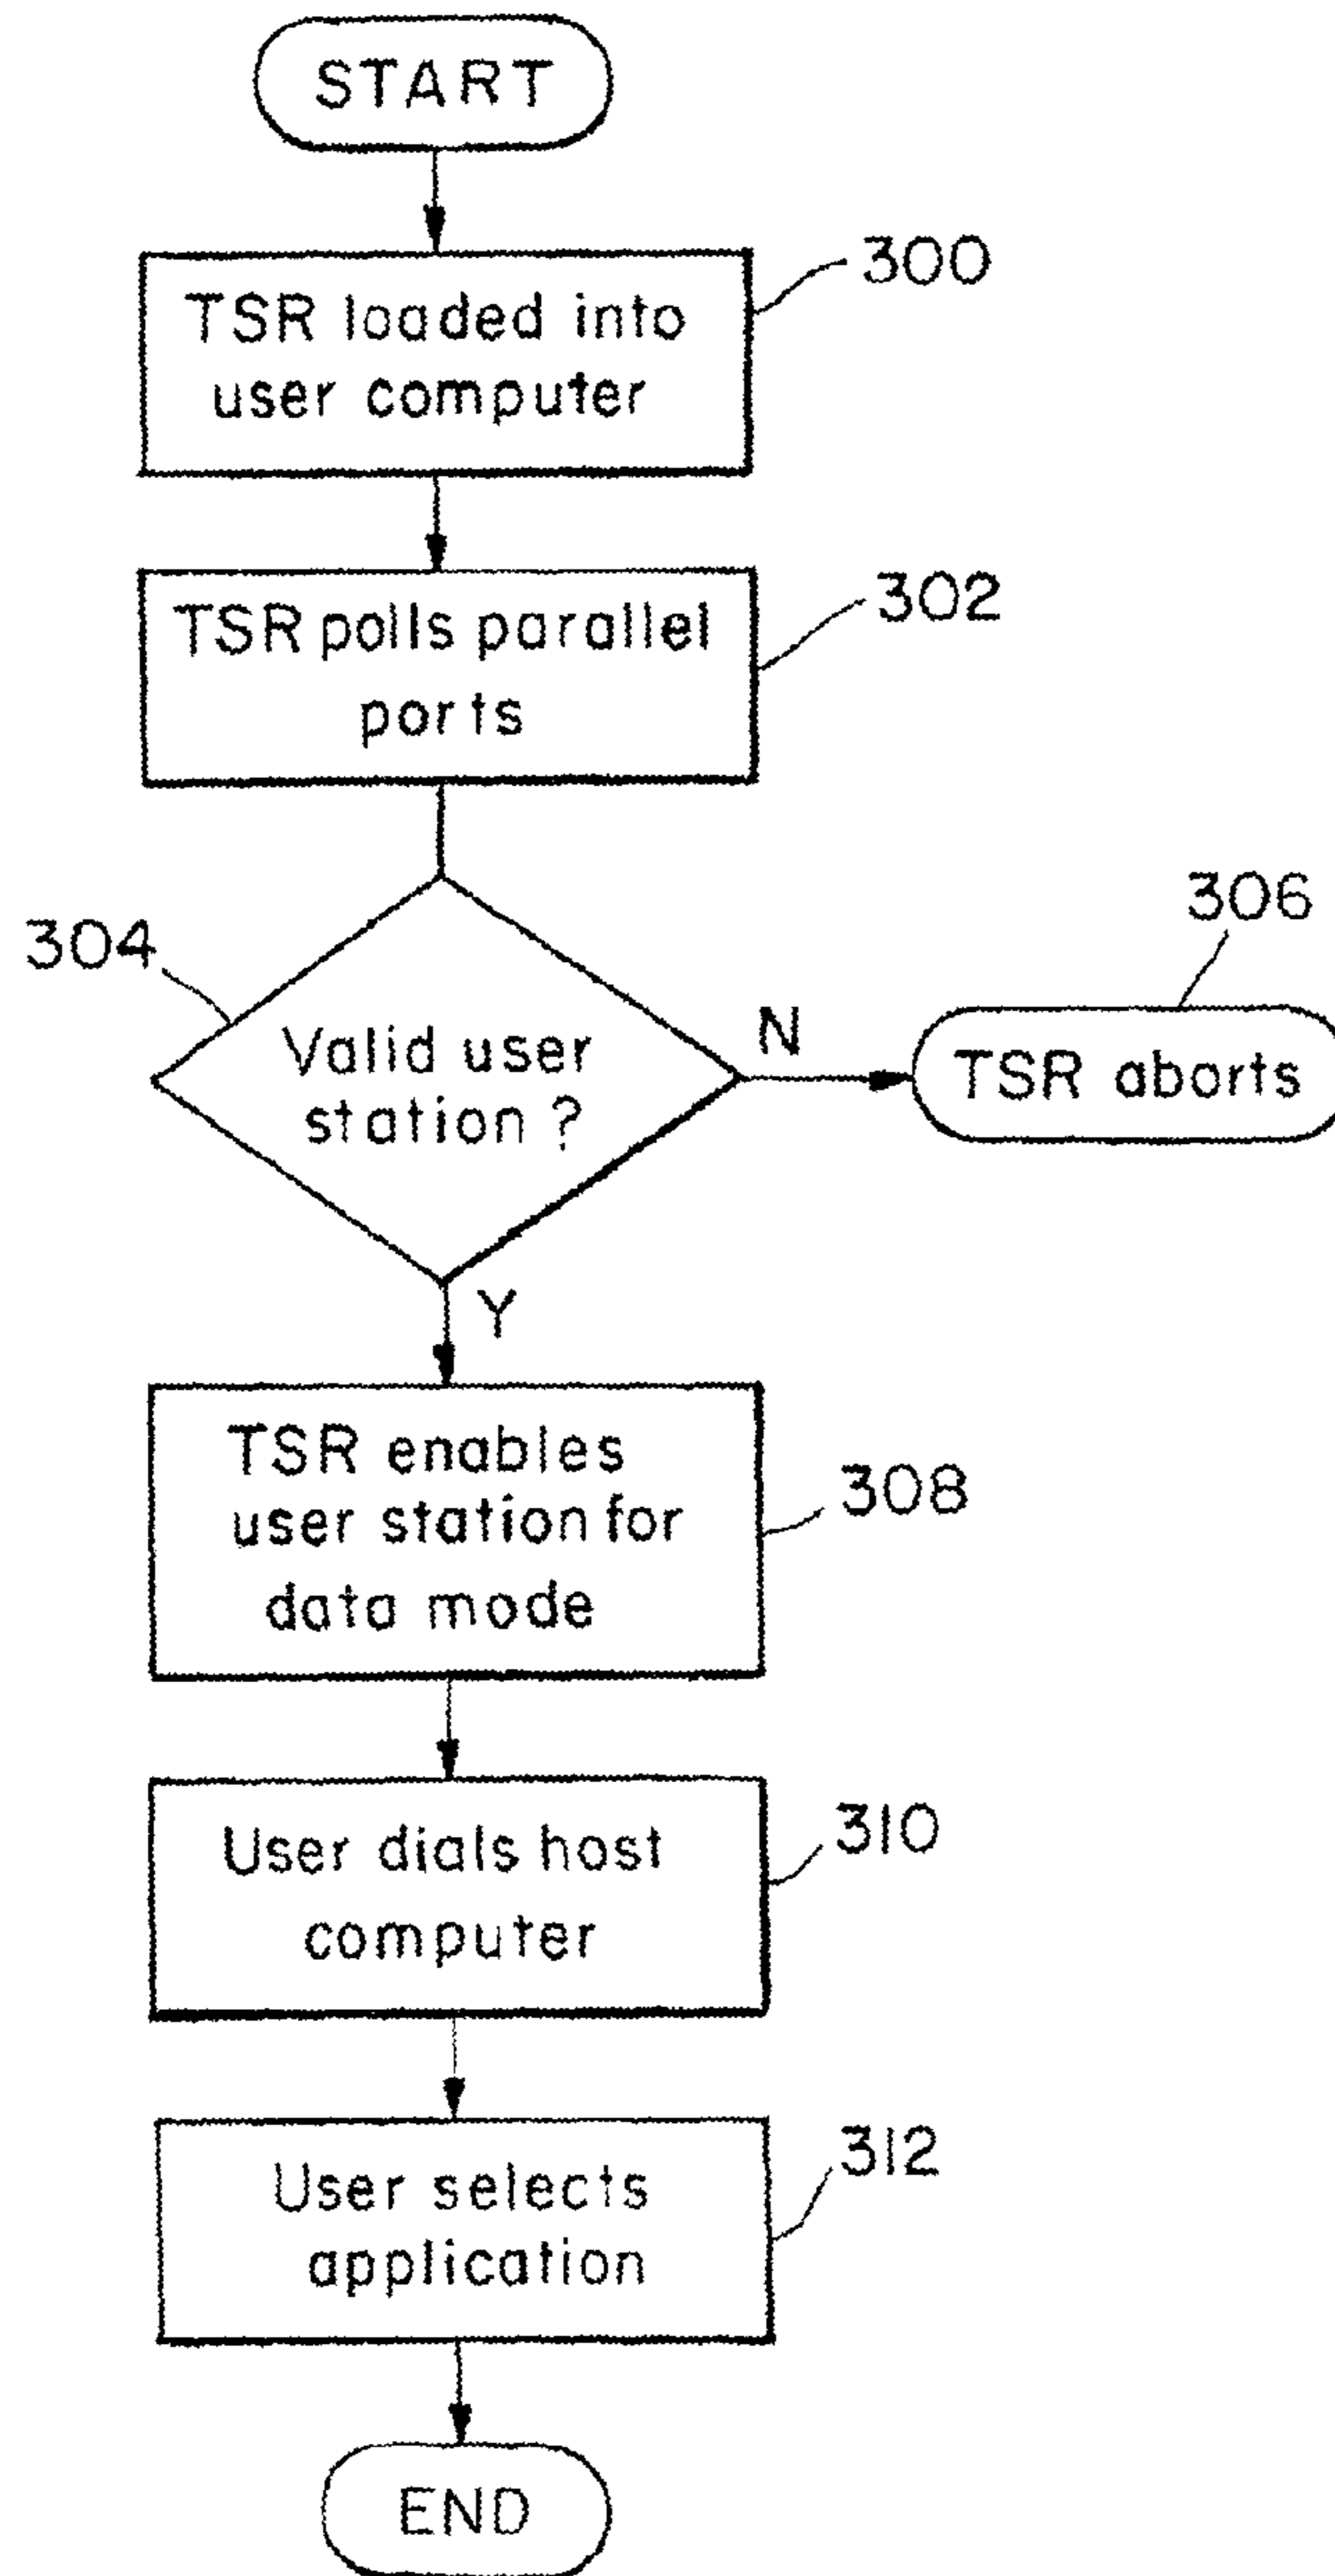 START
TSR loaded into
user computer
300
TSR polls parallel
ports
302
304
Valid user
station ?
N
306
TSR aborts
Y
TSR enables
user station for
data mode
308
User dials host
computer
310
User selects
application
312
END